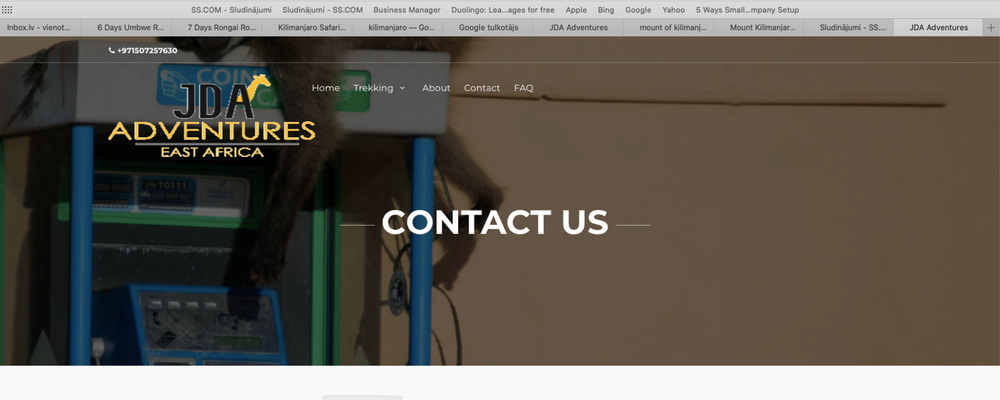 SS.COM - Sludinājumi Sludinājumi - SS.COM Business Manager Duolingo: Lea...ages for free Apple Bing Google Yahoo 5 Ways Small...mpany Setup
Inbox.lv - vienot... 6 Days Umbwe R... 7 Days Rongai Ro... Kilimanjaro Safari... kilimanjaro — Go... Google tulkotājs JDA Adventures mount of kilimanj... Mount Kilimanjar... Sludinājumi - SS.... JDA Adventures
+971507257630
COIN
JDA
ADVENTURES
EAST AFRICA
Home Trekking About Contact FAQ
10111
CONTACT US